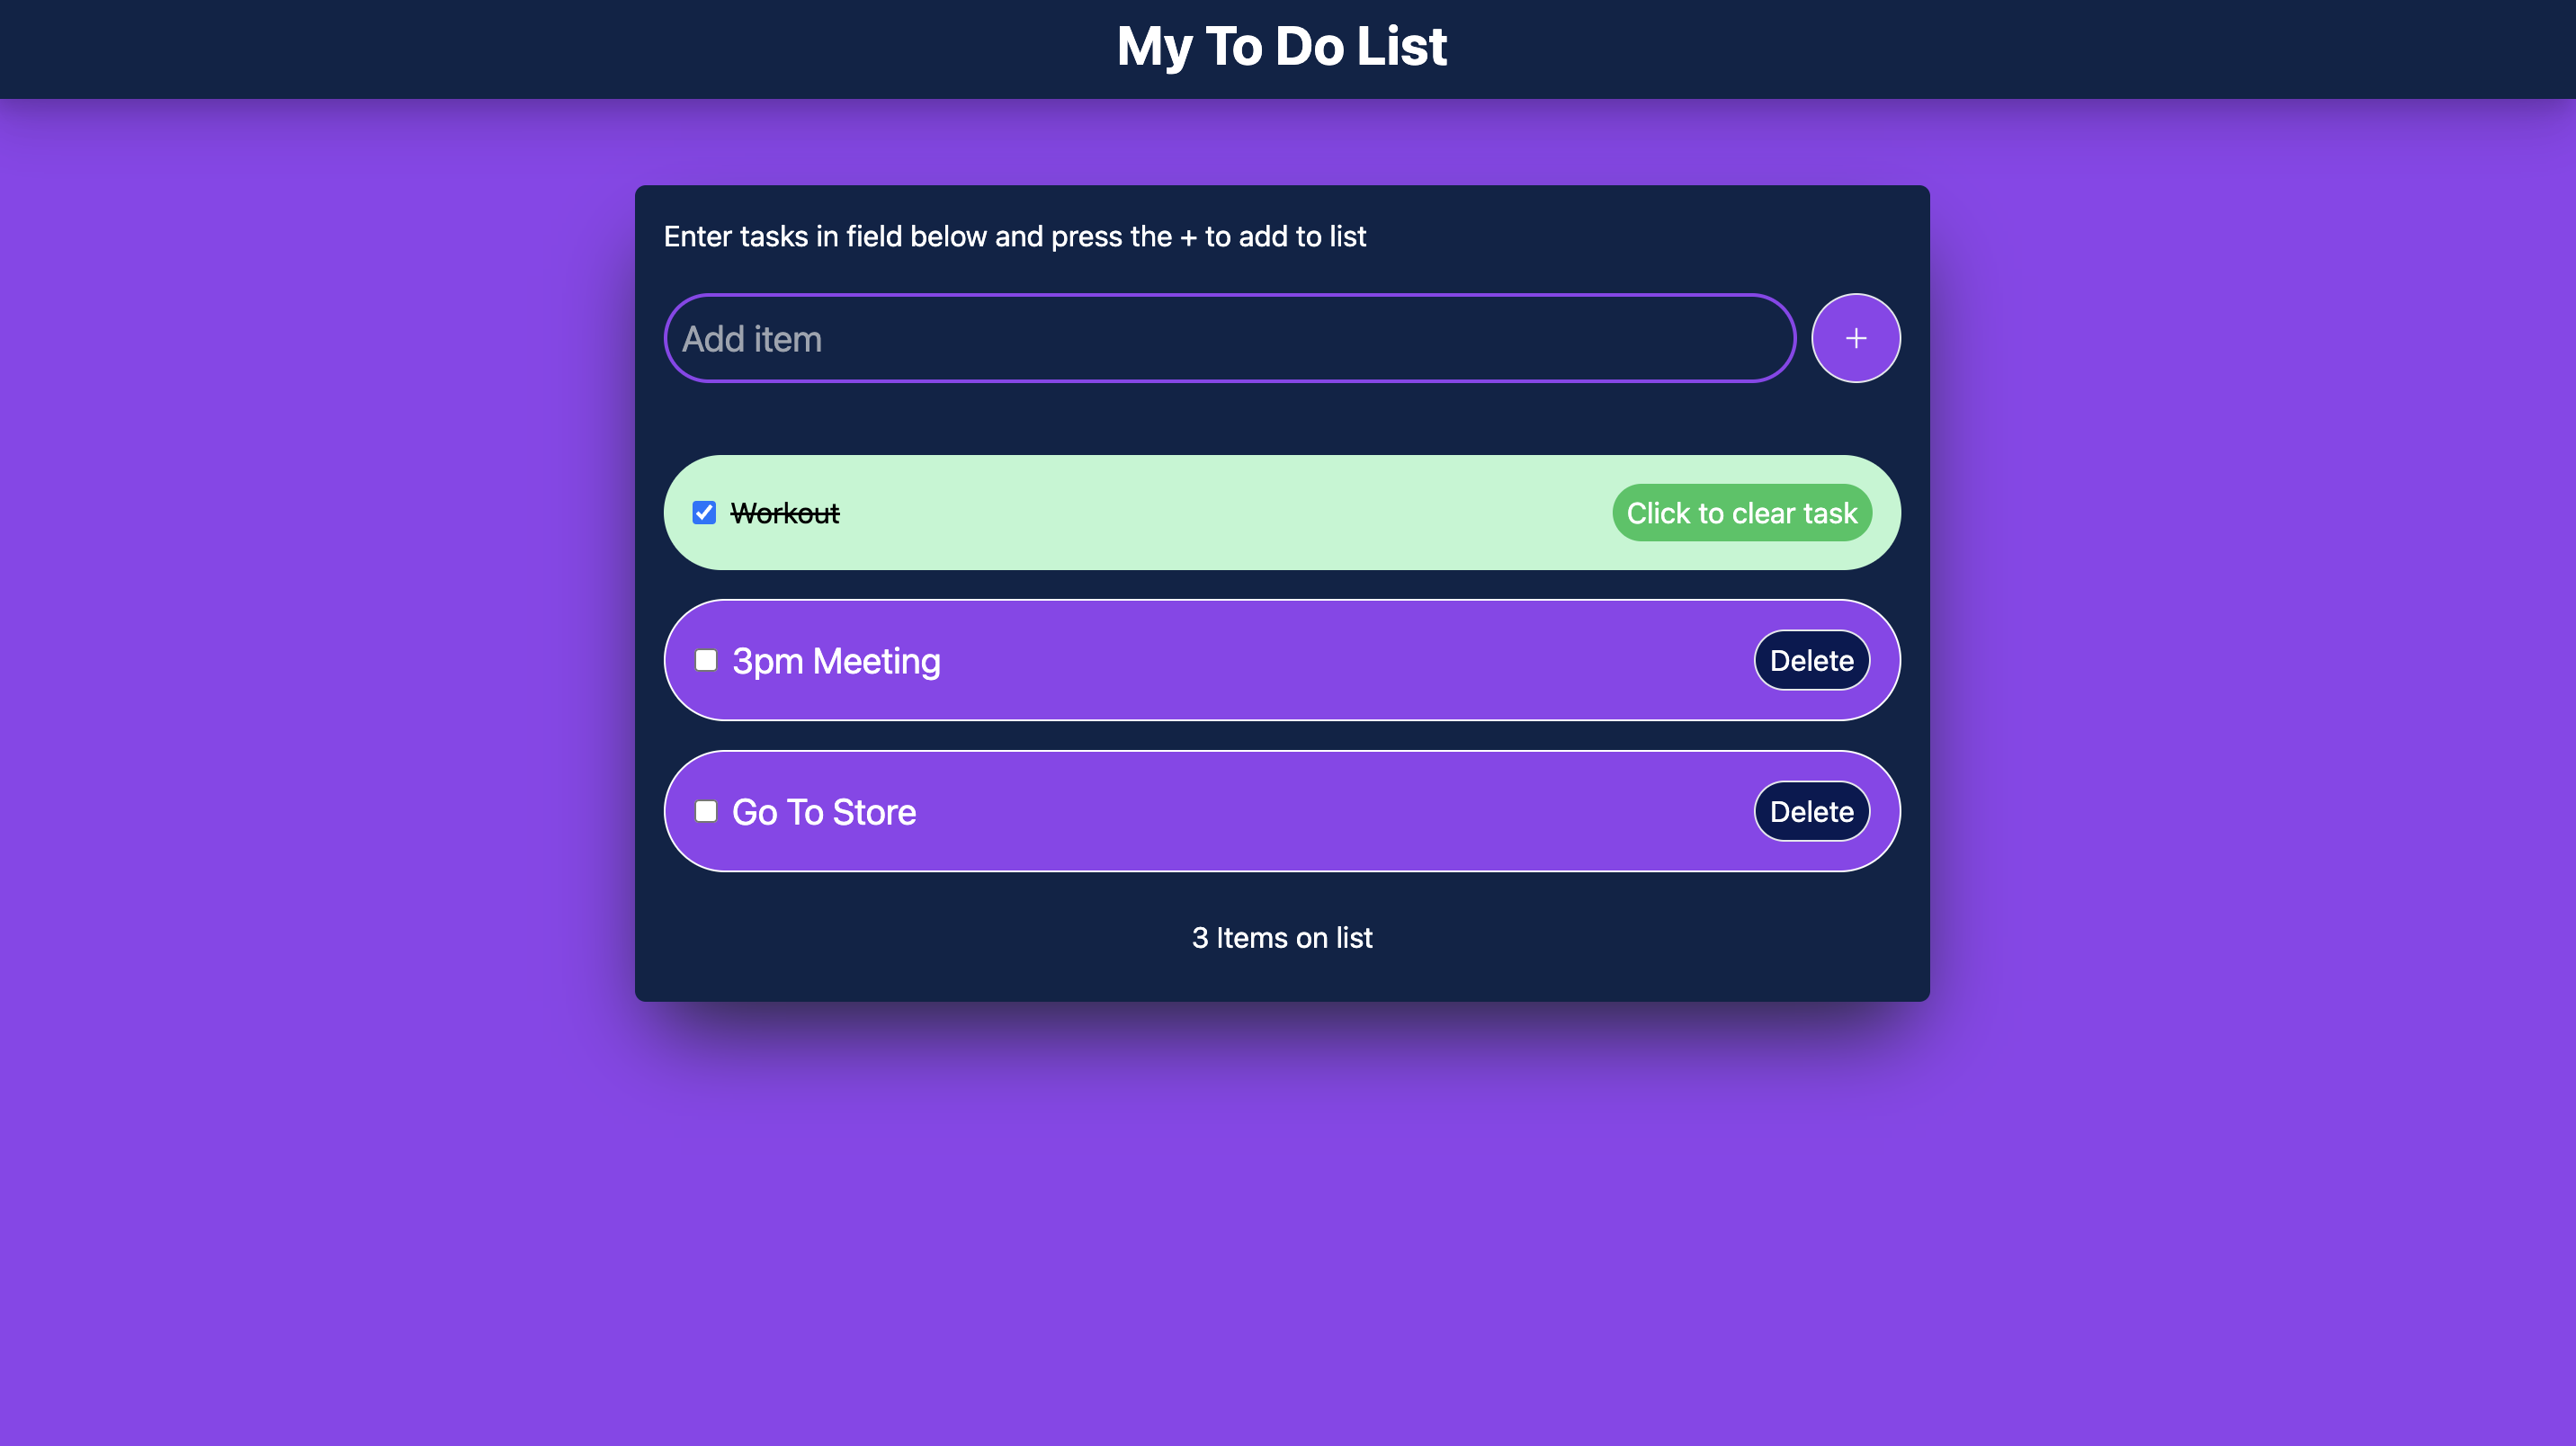 My To Do List
Enter tasks in field below and press the + to add to list
Add item
+
Workout
Click to clear task
3pm Meeting
Delete
Go To Store
Delete
3 Items on list